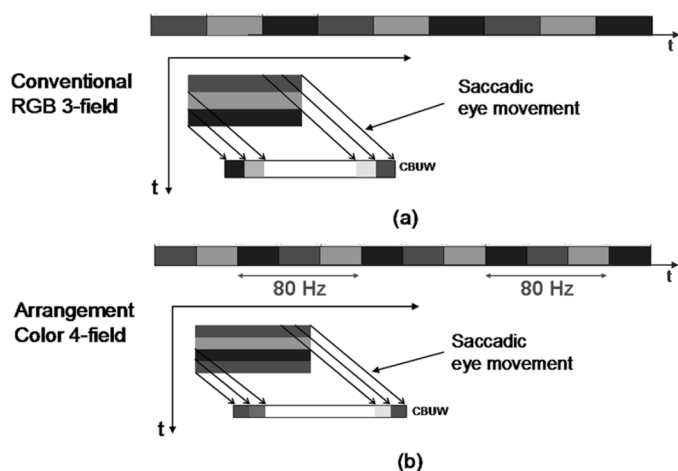 t
Conventional
RGB 3-field
Saccadic
eye movement
t
CBUW
(a)
t
80 Hz
80 Hz
Arrangement
Color 4-field
Saccadic
eye movement
t
CBUW
(b)